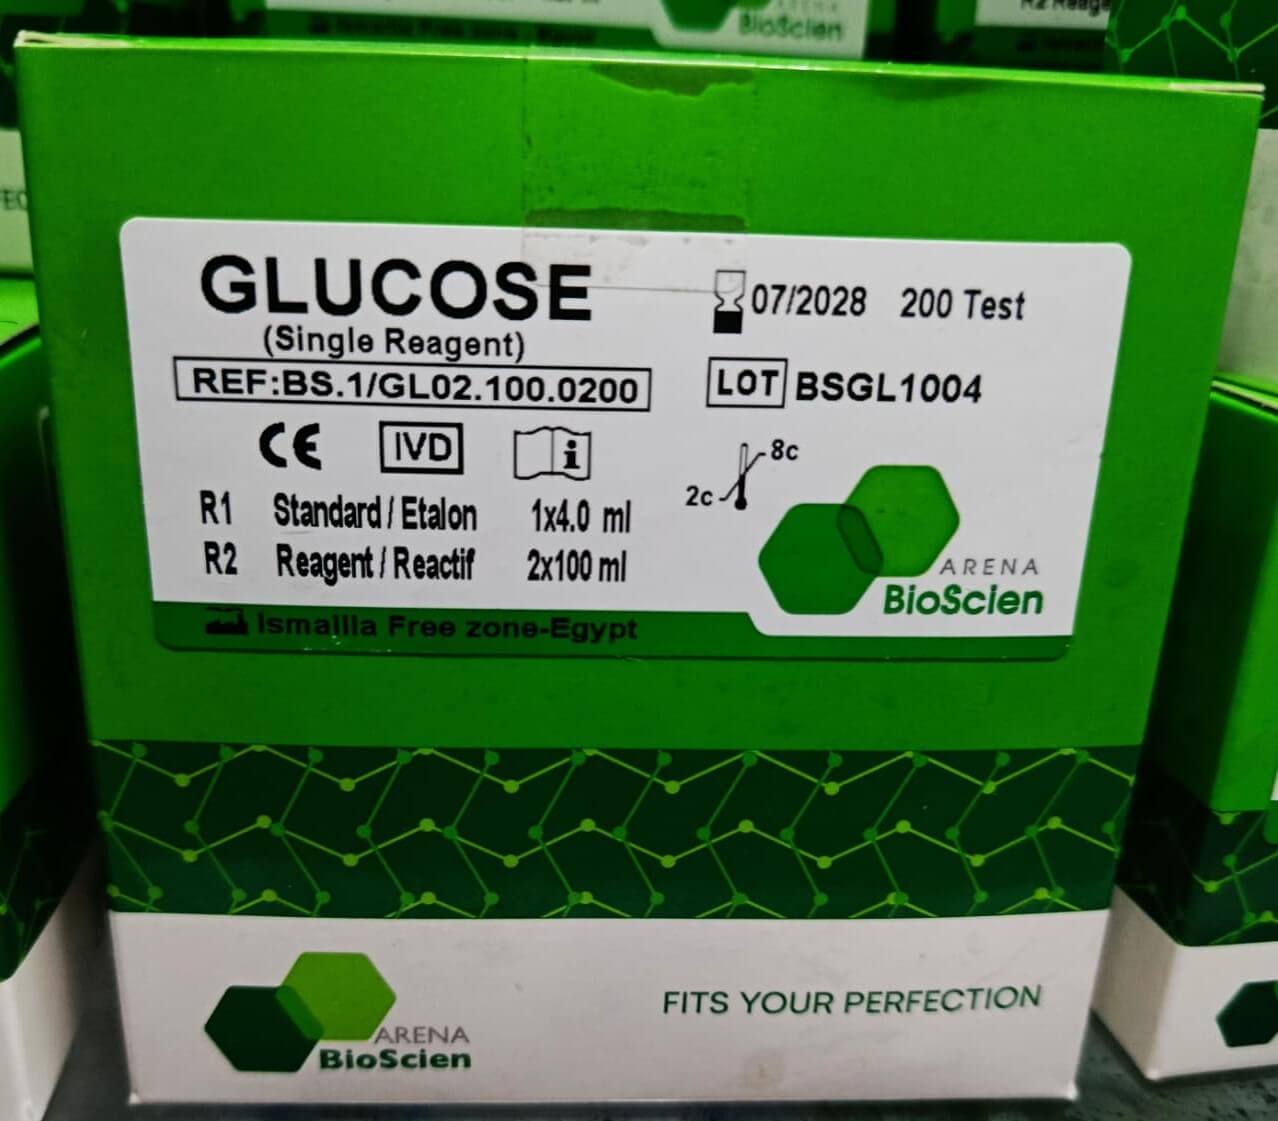 BioScien
R2 Reage
GLUCOSE
(Single Reagent)
REF:BS.1/GL02.100.0200
07/2028 200 Test
LOT BSGL1004
CE IVD i
8c
2c
R1 Standard / Etalon 1x4.0 ml
R2 Reagent / Reactif 2x100 ml
ARENA
BioScien
Ismailia Free zone-Egypt
ARENA
BioScien
FITS YOUR PERFECTION